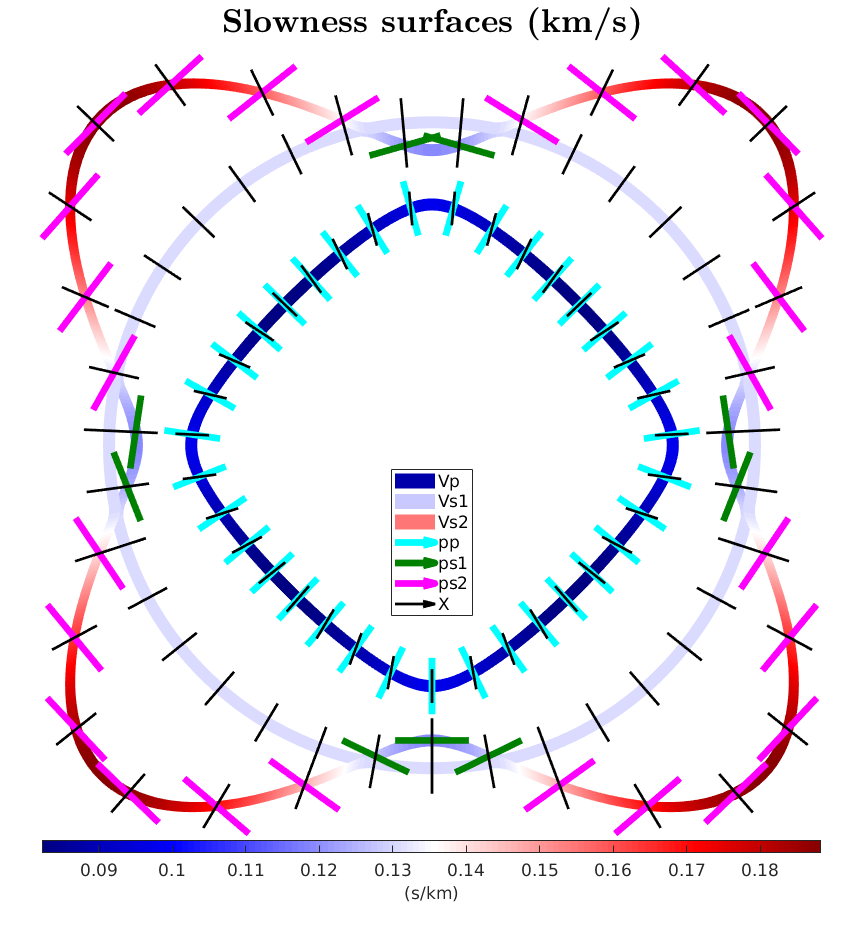 Slowness surfaces (km/s)
Vp
Vs1
Vs2
pp
ps1
ps2
X
0.09 0.1 0.11 0.12 0.13 0.14 0.15 0.16 0.17 0.18
(s/km)